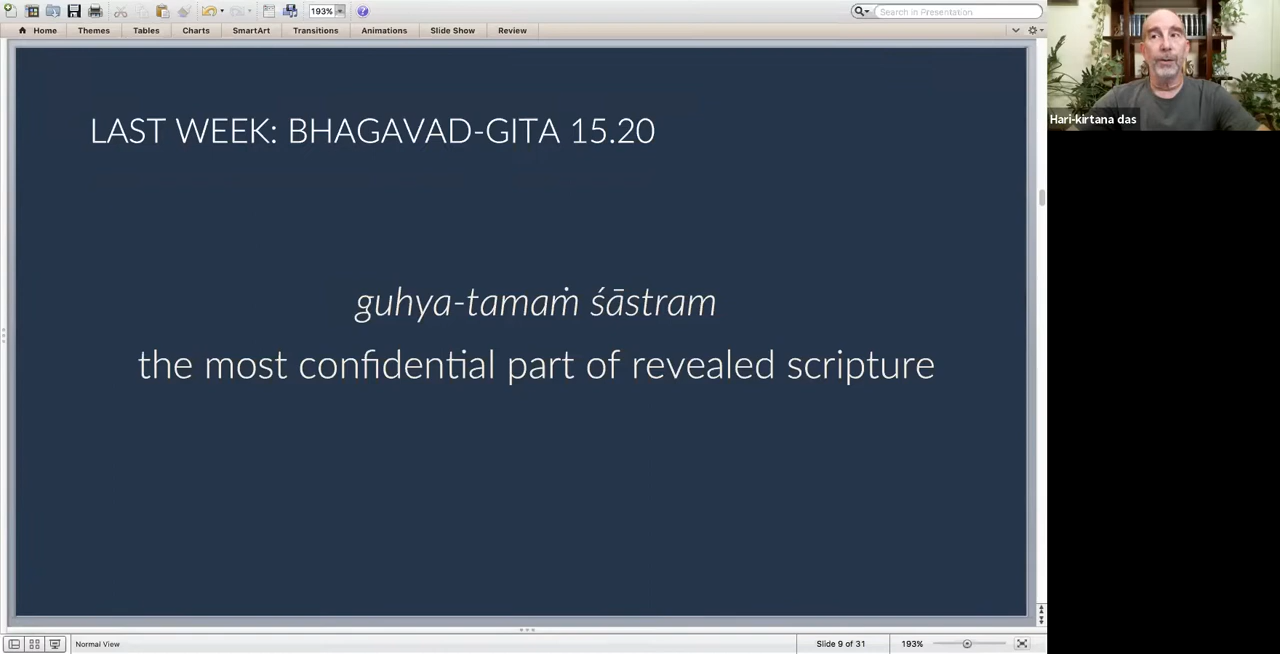 193%
Search in Presentation
Home Themes Tables Charts SmartArt Transitions Animations Slide Show Review
Hari-kirtana das
LAST WEEK: BHAGAVAD-GITA 15.20
guhya-tamaṁ śāstram
the most confidential part of revealed scripture
Normal View Slide 9 of 31 193%